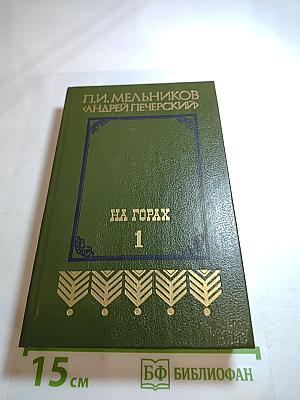 П.И. МЕЛЬНИКОВ
‹АНДРЕЙ ПЕЧЕРСКИЙ›
НА ГОРАХ
1
15 см
БФ БИБЛИОФАН